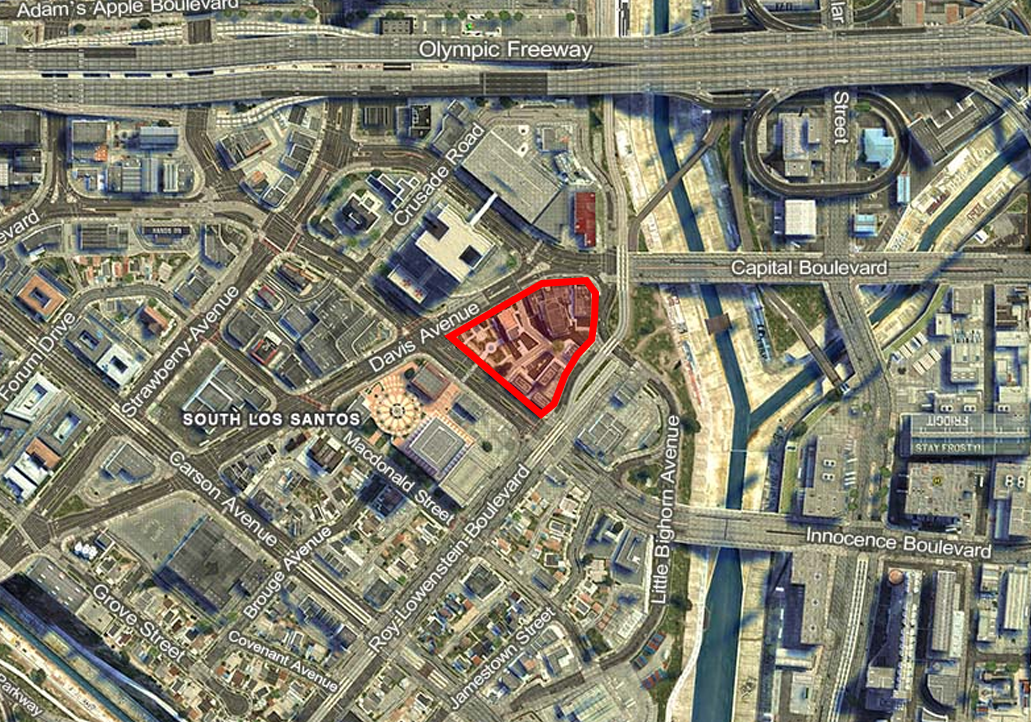 Adam's Apple Boulevard
Olympic Freeway
Street
Crusade Road
Capital Boulevard
Forum Drive
Strawberry Avenue
Davis Avenue
SOUTH LOS SANTOS
FRIDGIT
STAY FROSTY!
Macdonald Street
Carson Avenue
Little Bighorn Avenue
Roy Lowenstein Boulevard
Innocence Boulevard
Brouge Avenue
Grove Street
Covenant Avenue
Jamestown Street
Parkway